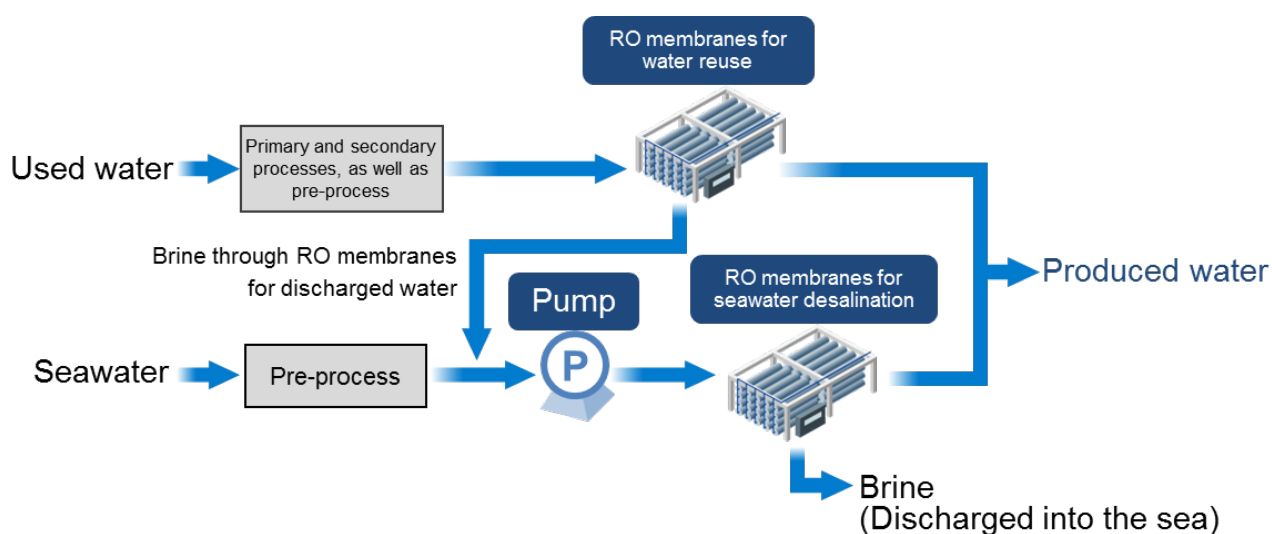 RO membranes for
water reuse
Used water
Primary and secondary
processes, as well as
pre-process
Brine through RO membranes
for discharged water
RO membranes for
seawater desalination
Produced water
Pump
P
Seawater
Pre-process
Brine
(Discharged into the sea)